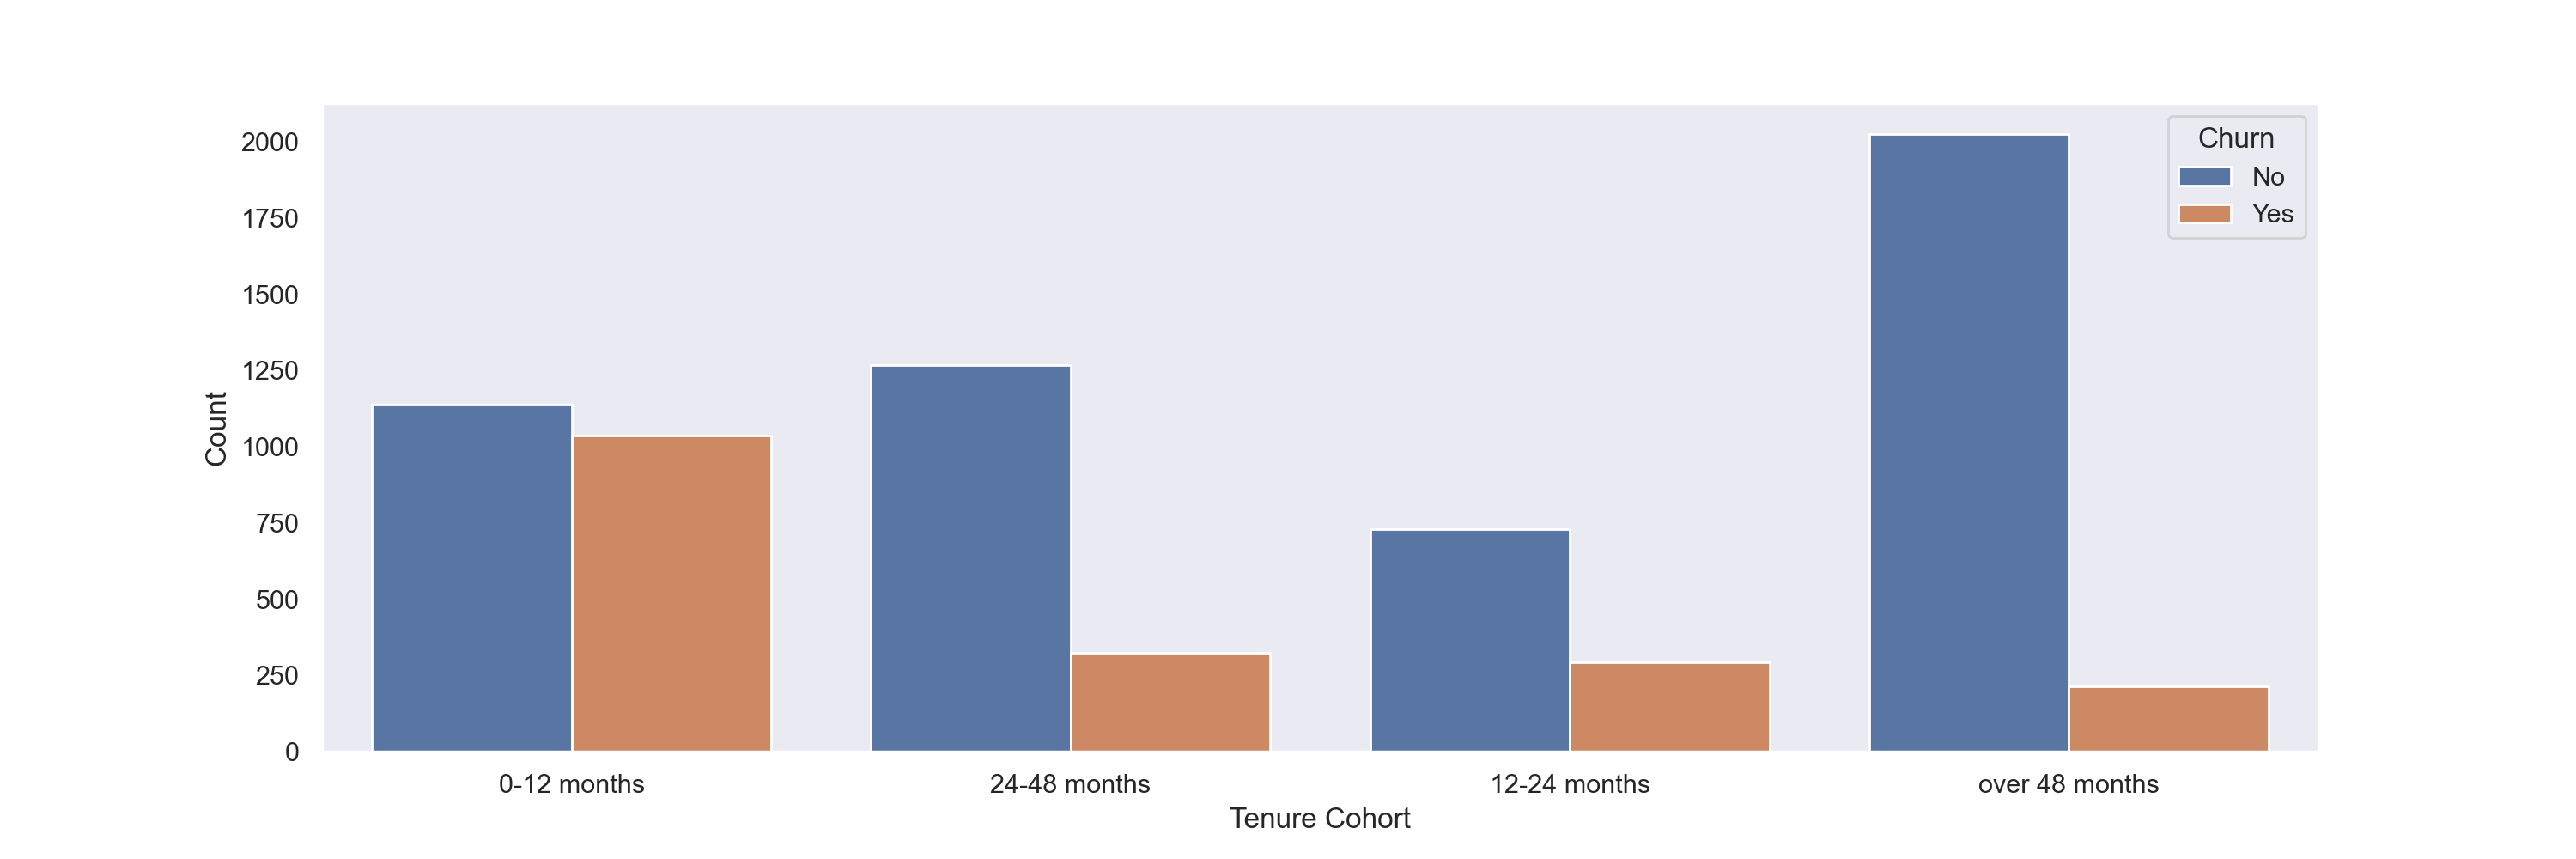 2000
1750
1500
1250
1000
750
500
250
0
Count
Churn
No
Yes
0-12 months
24-48 months
12-24 months
over 48 months
Tenure Cohort